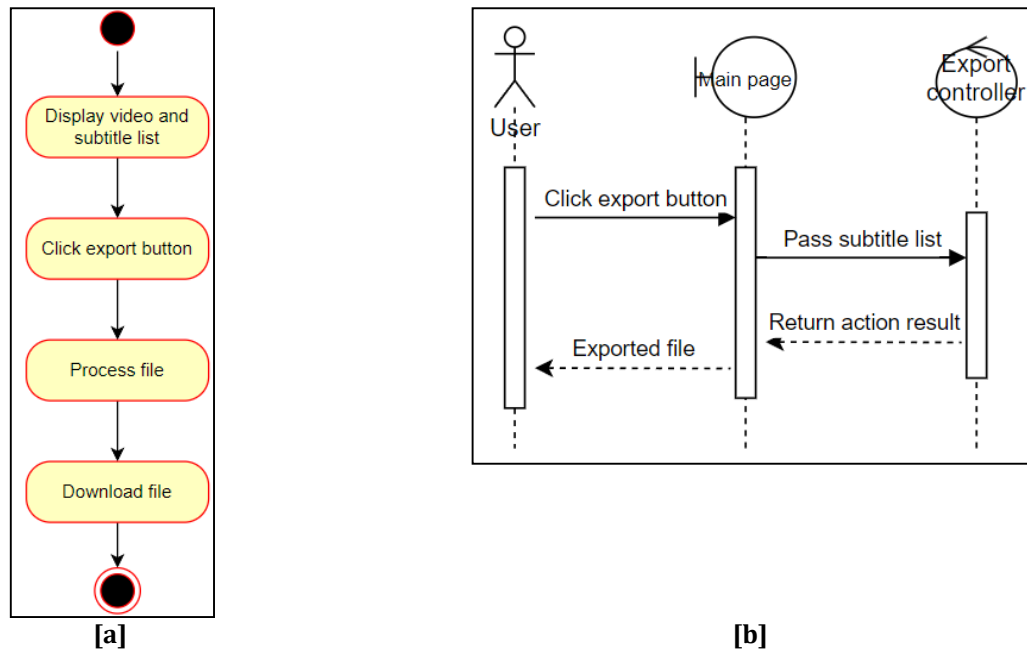 Display video and
subtitle list
Click export button
Process file
Download file
[a]
User
Main page
Export
controller
Click export button
Pass subtitle list
Return action result
Exported file
[b]